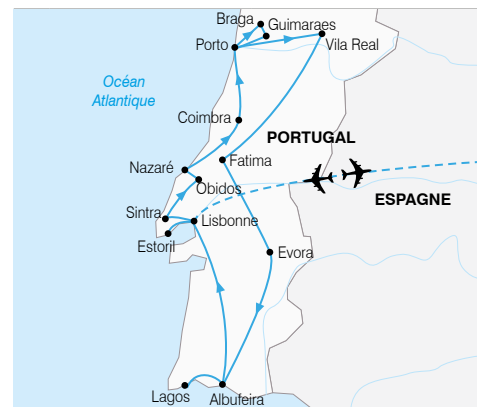 Braga
Guimaraes
Porto
Vila Real
Océan
Atlantique
Coimbra
PORTUGAL
Nazaré
Fatima
Obidos
ESPAGNE
Sintra
Lisbonne
Estoril
Evora
Lagos
Albufeira